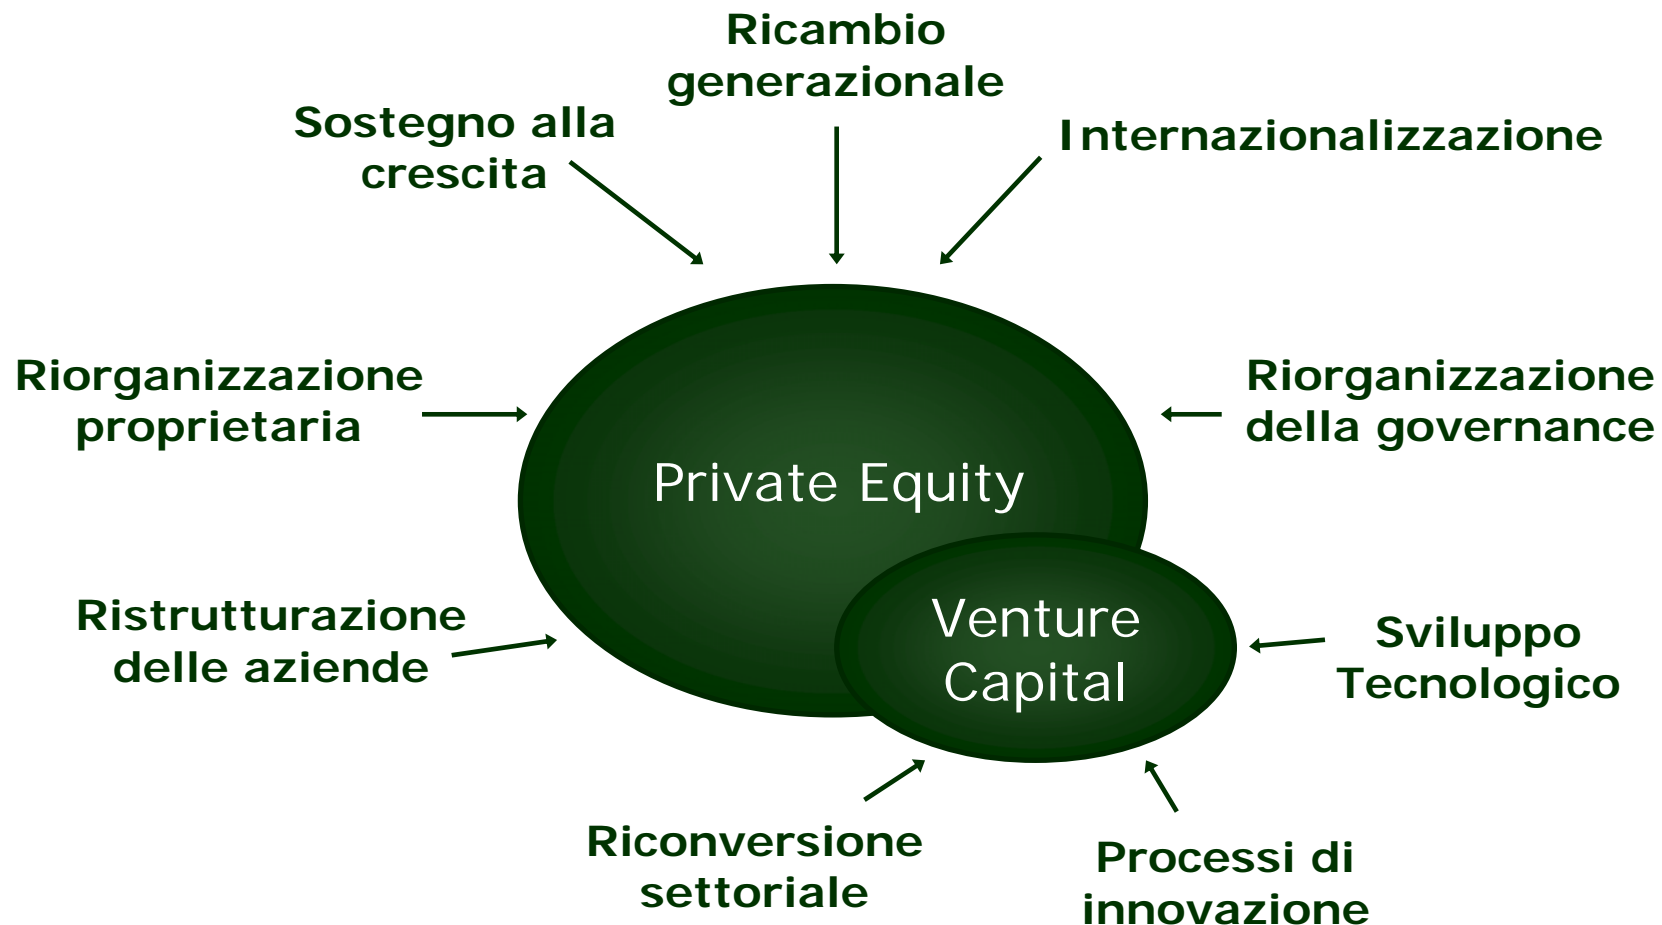 Ricambio
generazionale
Sostegno alla
crescita
Internazionalizzazione
Riorganizzazione
proprietaria
Riorganizzazione
della governance
Private Equity
Ristrutturazione
delle aziende
Venture
Capital
Sviluppo
Tecnologico
Riconversione
settoriale
Processi di
innovazione